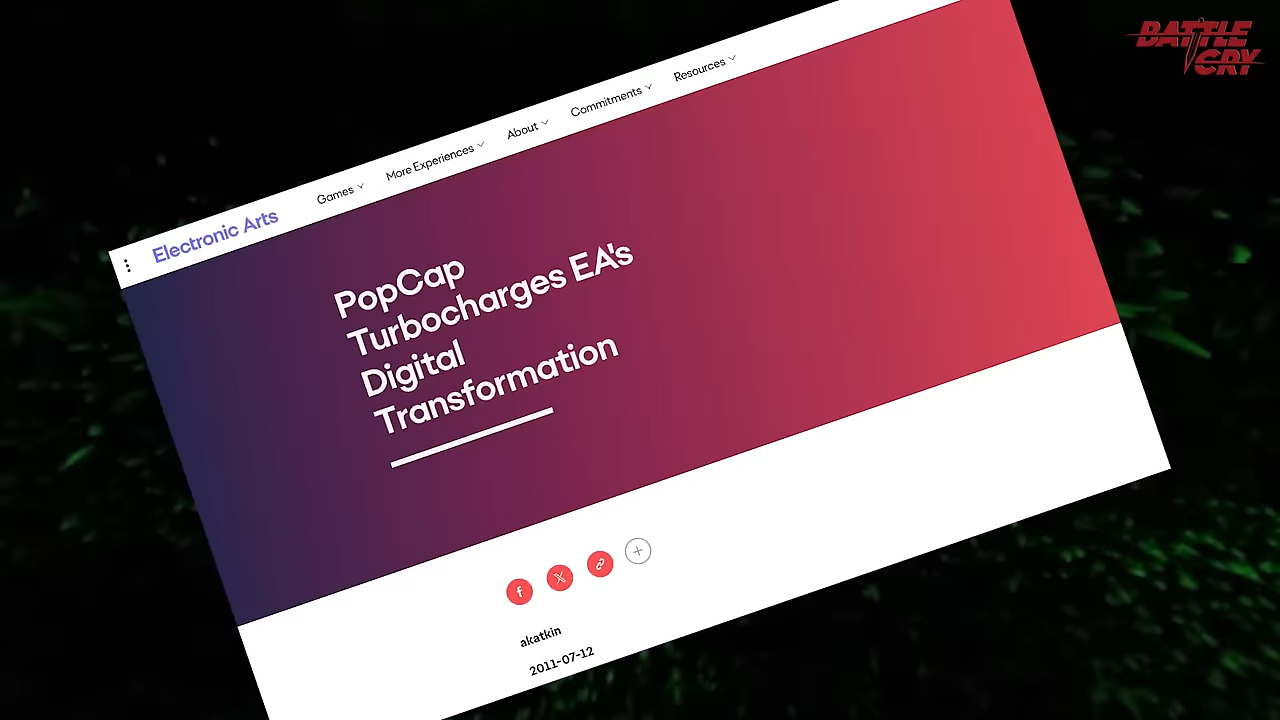 BATTLE
CRY
Electronic Arts
Games
More Experiences
About
Commitments
Resources
PopCap
Turbocharges EA's
Digital
Transformation
akatkin
2011-07-12